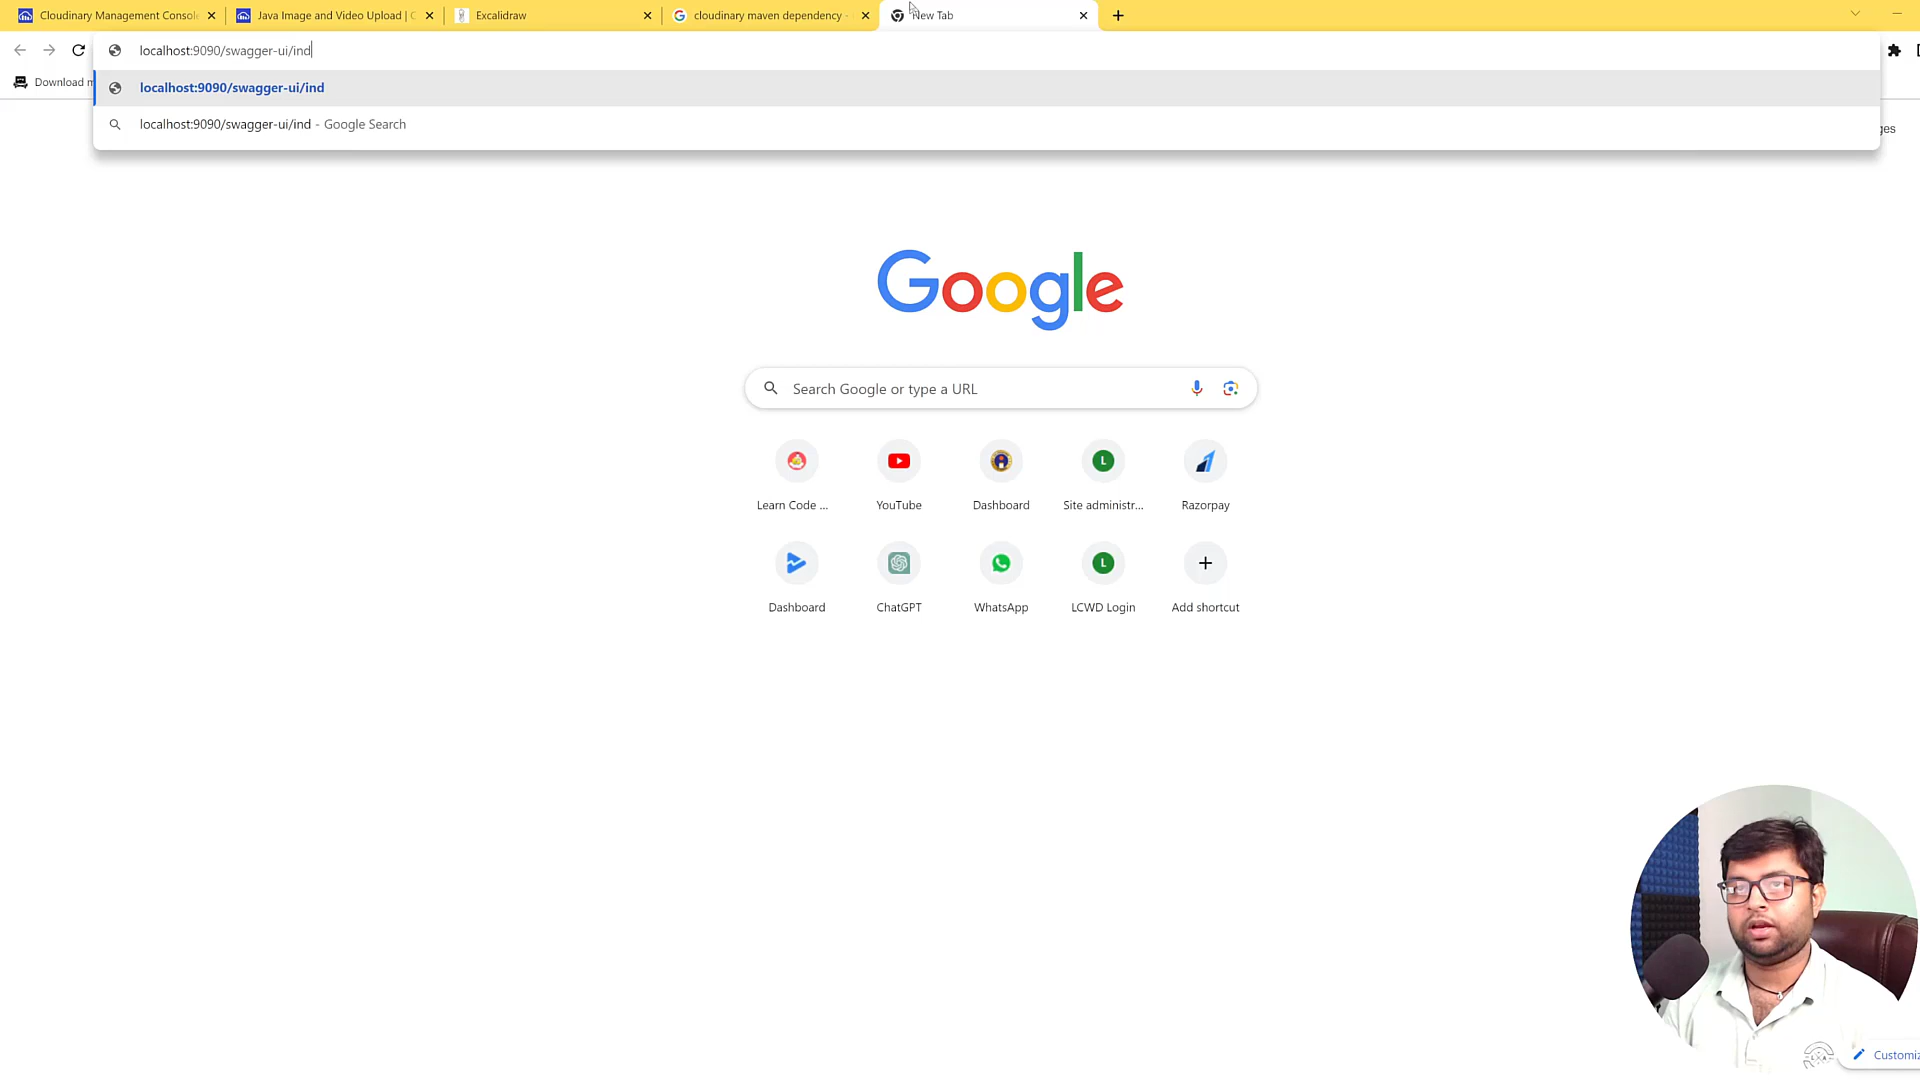 Cloudinary Management Consol
Java Image and Video Upload | C
Excalidraw
cloudinary maven dependency -
New Tab
localhost:9090/swagger-ui/ind
Download m
localhost:9090/swagger-ui/ind
localhost:9090/swagger-ui/ind - Google Search
ges
Google
Search Google or type a URL
L
Learn Code ...
YouTube
Dashboard
Site administr...
Razorpay
L
Dashboard
ChatGPT
WhatsApp
LCWD Login
Add shortcut
Customiz